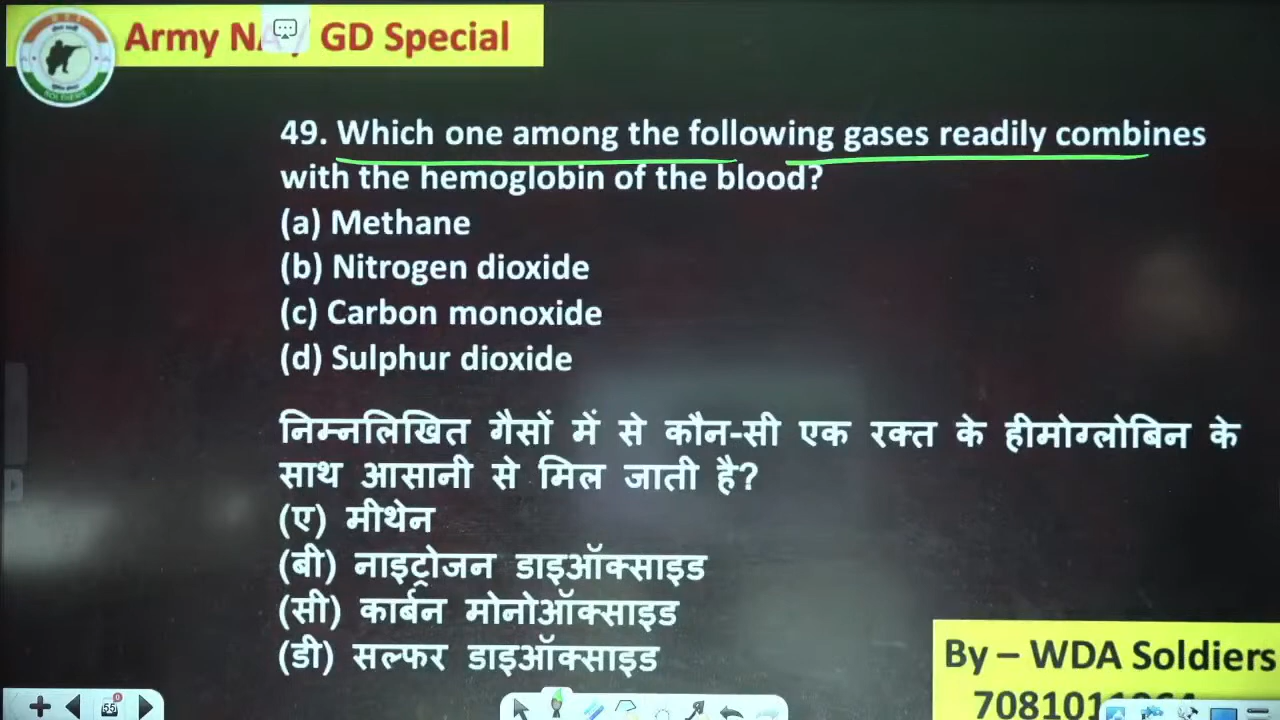 Army GD Special
49. Which one among the following gases readily combines
with the hemoglobin of the blood?
(a) Methane
(b) Nitrogen dioxide
(c) Carbon monoxide
(d) Sulphur dioxide
निम्नलिखित गैसों में से कौन-सी एक रक्त के हीमोग्लोबिन के
साथ आसानी से मिल जाती है?
(ए) मीथेन
(बी) नाइट्रोजन डाइऑक्साइड
(सी) कार्बन मोनोऑक्साइड
(डी) सल्फर डाइऑक्साइड
By – WDA Soldiers
55